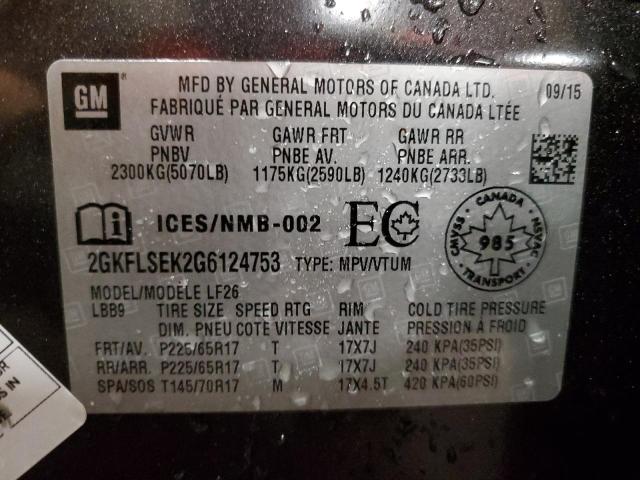 GM
MFD BY GENERAL MOTORS OF CANADA LTD. 09/15
FABRIQUÉ PAR GENERAL MOTORS DU CANADA LTÉE
GVWR GAWR FRT GAWR RR
PNBV PNBE AV. PNBE ARR.
2300KG(5070LB) 1175KG(2590LB) 1240KG(2733LB)
ICES/NMB-002 EC
CANADA
CMVSS 985 NSVAC
TRANSPORT
2GKFLSEK2G6124753 TYPE: MPV/VTUM
MODEL/MODELE LF26
LBB9 TIRE SIZE SPEED RTG RIM COLD TIRE PRESSURE
DIM. PNEU COTE VITESSE JANTE PRESSION A FROID
FRT/AV. P225/65R17 T 17X7J 240 KPA(35PSI)
RR/ARR. P225/65R17 T 17X7J 240 KPA(35PSI)
SPA/SOS T145/70R17 M 17X4.5T 420 KPA(60PSI)
S IN